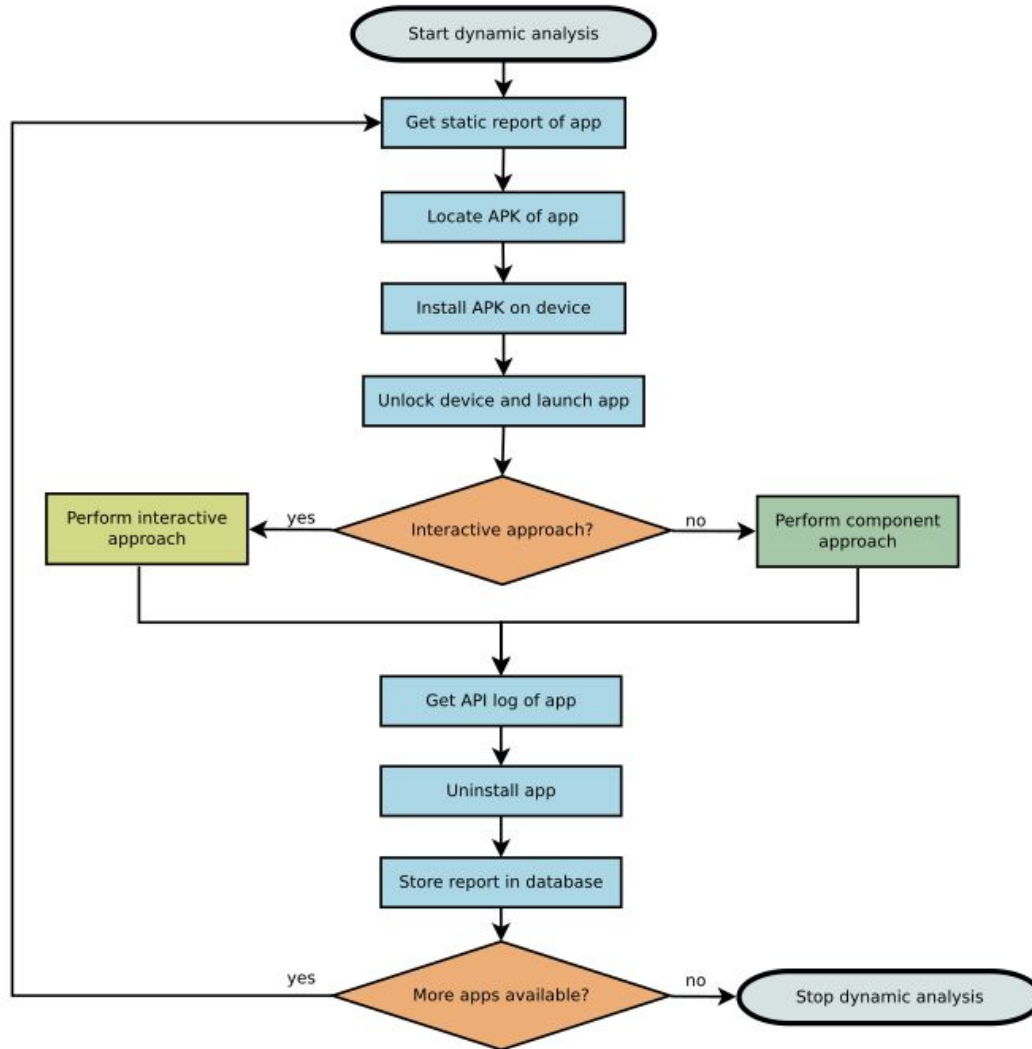 Start dynamic analysis
Get static report of app
Locate APK of app
Install APK on device
Unlock device and launch app
Interactive approach?
yes
no
Perform interactive
approach
Perform component
approach
Get API log of app
Uninstall app
Store report in database
More apps available?
yes
no
Stop dynamic analysis